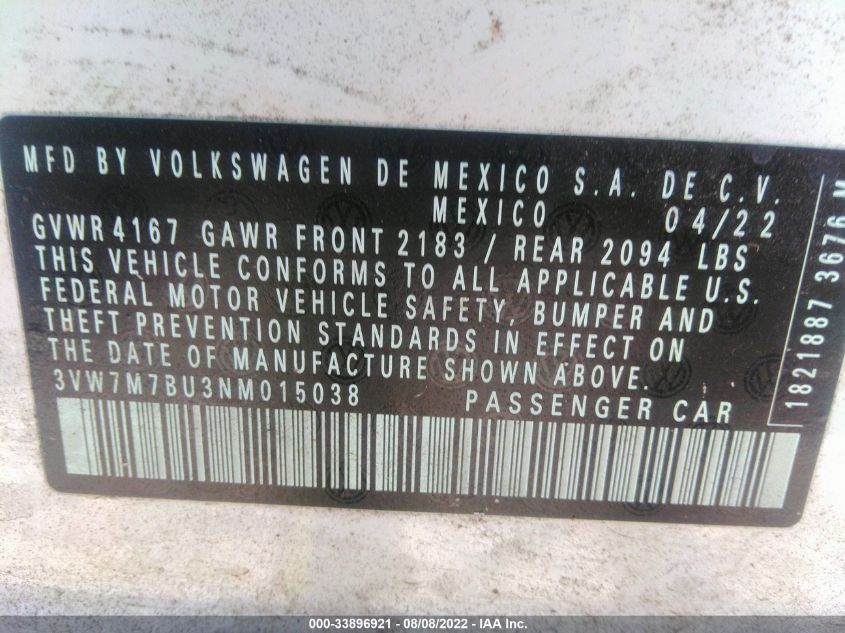 MFD BY VOLKSWAGEN DE MEXICO S.A. DE C.V.
MEXICO 04/22
GVWR4167 GAWR FRONT 2183 / REAR 2094 LBS
THIS VEHICLE CONFORMS TO ALL APPLICABLE U.S.
FEDERAL MOTOR VEHICLE SAFETY, BUMPER AND
THEFT PREVENTION STANDARDS IN EFFECT ON
THE DATE OF MANUFACTURE SHOWN ABOVE.
3VW7M7BU3NM015038 PASSENGER CAR
1821887 3676 M
000-33896921 - 08/08/2022 - IAA Inc.